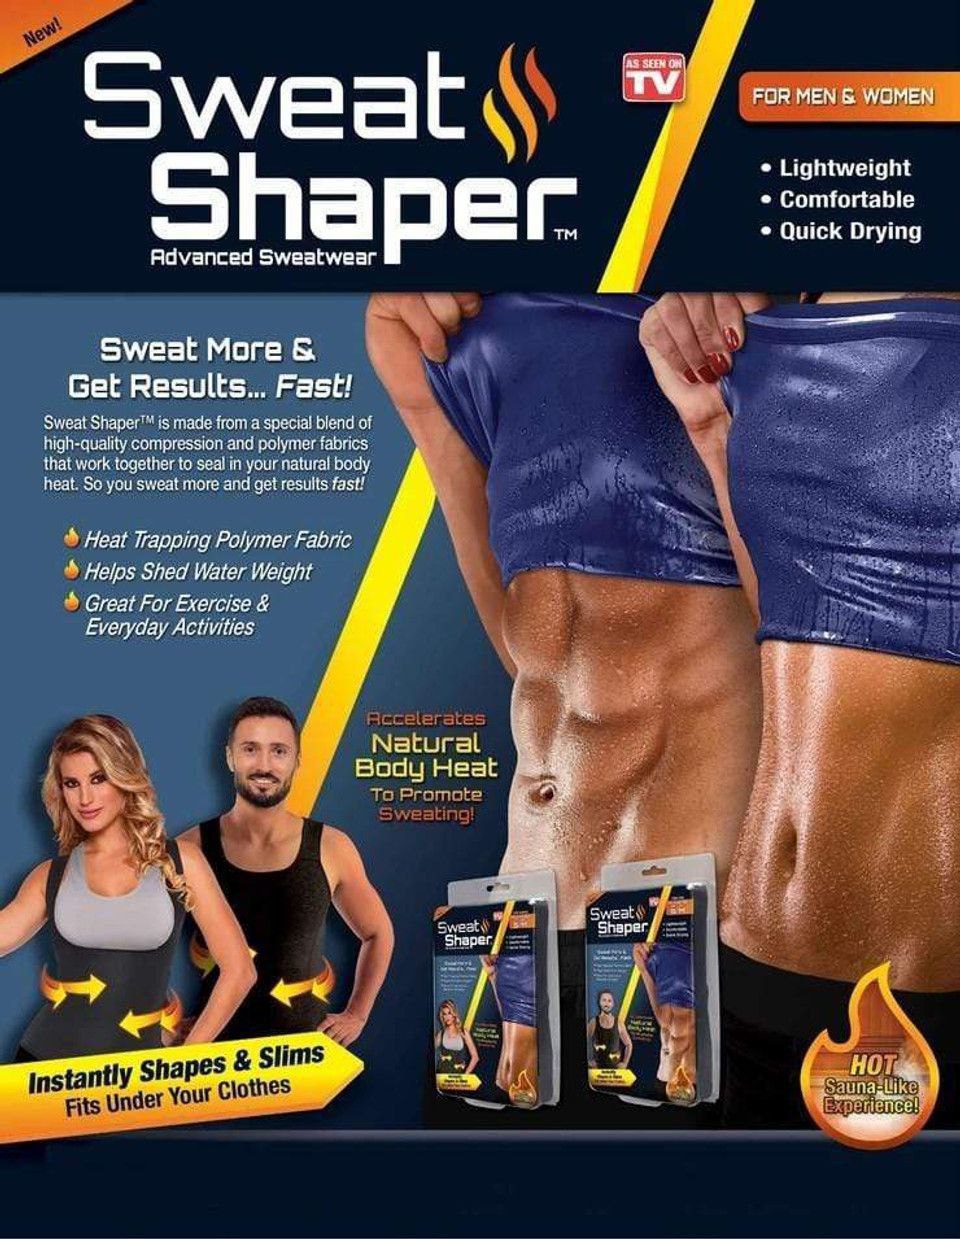 New!
Sweat
Shaper™
Advanced Sweatwear
AS SEEN ON
TV
FOR MEN & WOMEN
• Lightweight
• Comfortable
• Quick Drying
Sweat More &
Get Results... Fast!
Sweat Shaper™ is made from a special blend of
high-quality compression and polymer fabrics
that work together to seal in your natural body
heat. So you sweat more and get results fast!
Heat Trapping Polymer Fabric
Helps Shed Water Weight
Great For Exercise &
Everyday Activities
Accelerates
Natural
Body Heat
To Promote
Sweating!
Instantly Shapes & Slims
Fits Under Your Clothes
Sweat
Shaper
Sweat
Shaper
HOT
Sauna-Like
Experience!